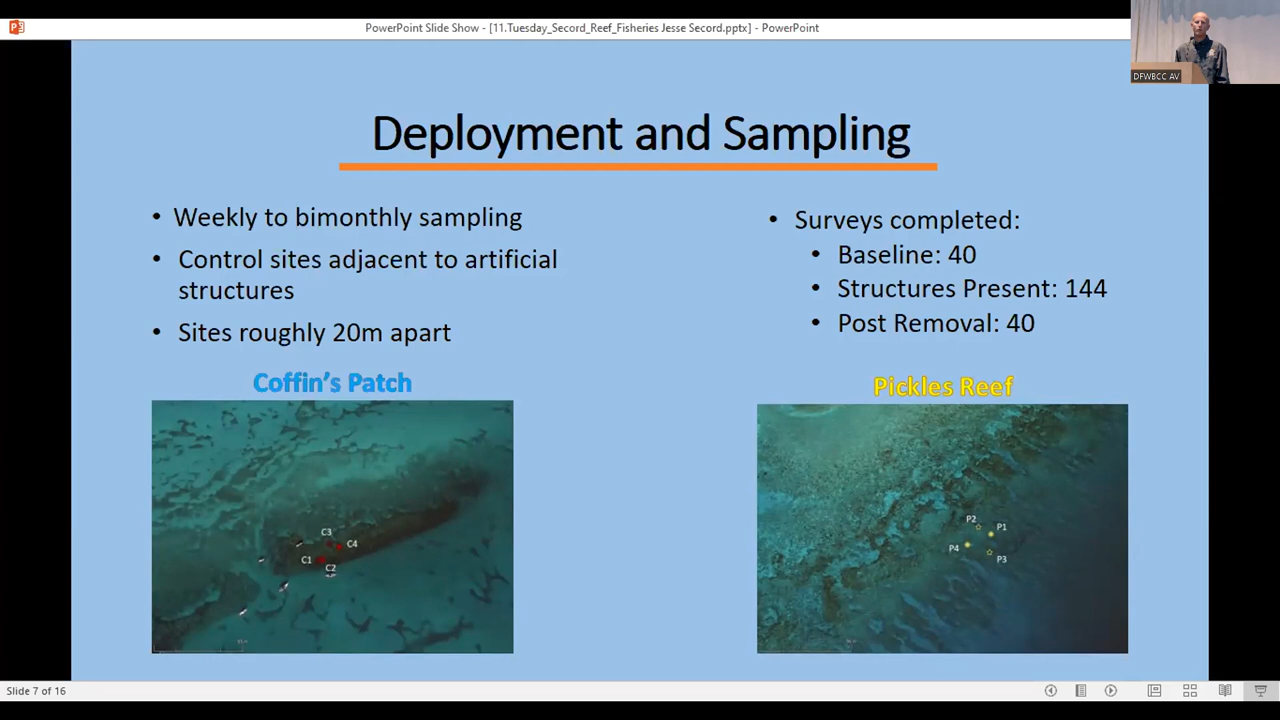 PowerPoint Slide Show - [11.Tuesday_Secord_Reef_Fisheries Jesse Secord.pptx] - PowerPoint
DFWBCC AV
Deployment and Sampling
• Weekly to bimonthly sampling
• Control sites adjacent to artificial
structures
• Sites roughly 20m apart
• Surveys completed:
• Baseline: 40
• Structures Present: 144
• Post Removal: 40
Coffin's Patch
C3
C4
C1
C2
Pickles Reef
P2
P1
P4
P3
Slide 7 of 16